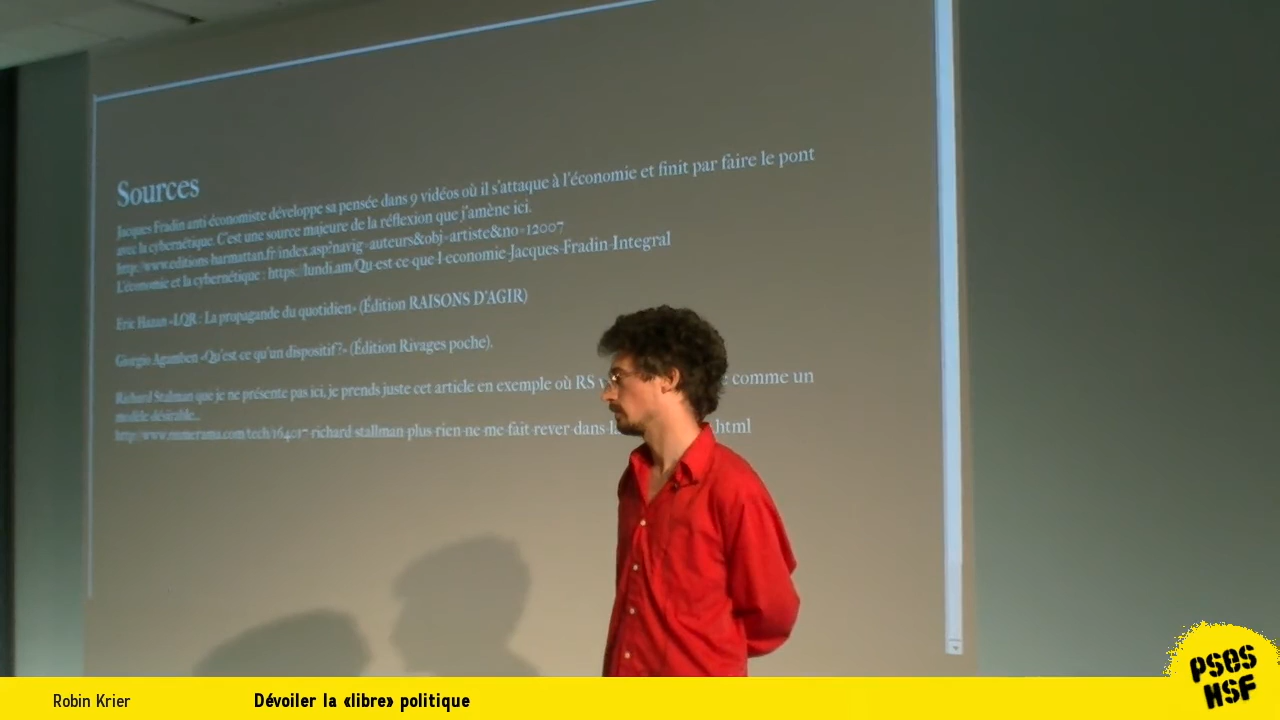 Sources
Jacques Fradin anti-économiste développe sa pensée dans 9 vidéos où il s'attaque à l'économie et finit par faire le pont
avec la cybernétique. C'est une source majeure de la réflexion que j'amène ici.
http://www.editions-harmattan.fr/index.asp?navig=auteurs&obj=artiste&no=12007
L'économie et la cybernétique : https://lundi.am/Qu-est-ce-que-l-economie-Jacques-Fradin-Integral
Eric Hazan «LQR : La propagande du quotidien» (Édition RAISONS D'AGIR)
Giorgio Agamben «Qu'est-ce qu'un dispositif?» (Édition Rivages poche).
Richard Stalman que je ne présente pas ici, je prends juste cet article en exemple où RS comme un
modèle désirable...
http://www.numerama.com/tech/164037-richard-stallman-plus-rien-ne-me-fait-rever-dans-l .html
Robin Krier
Dévoiler la «libre» politique
PSES
HSF